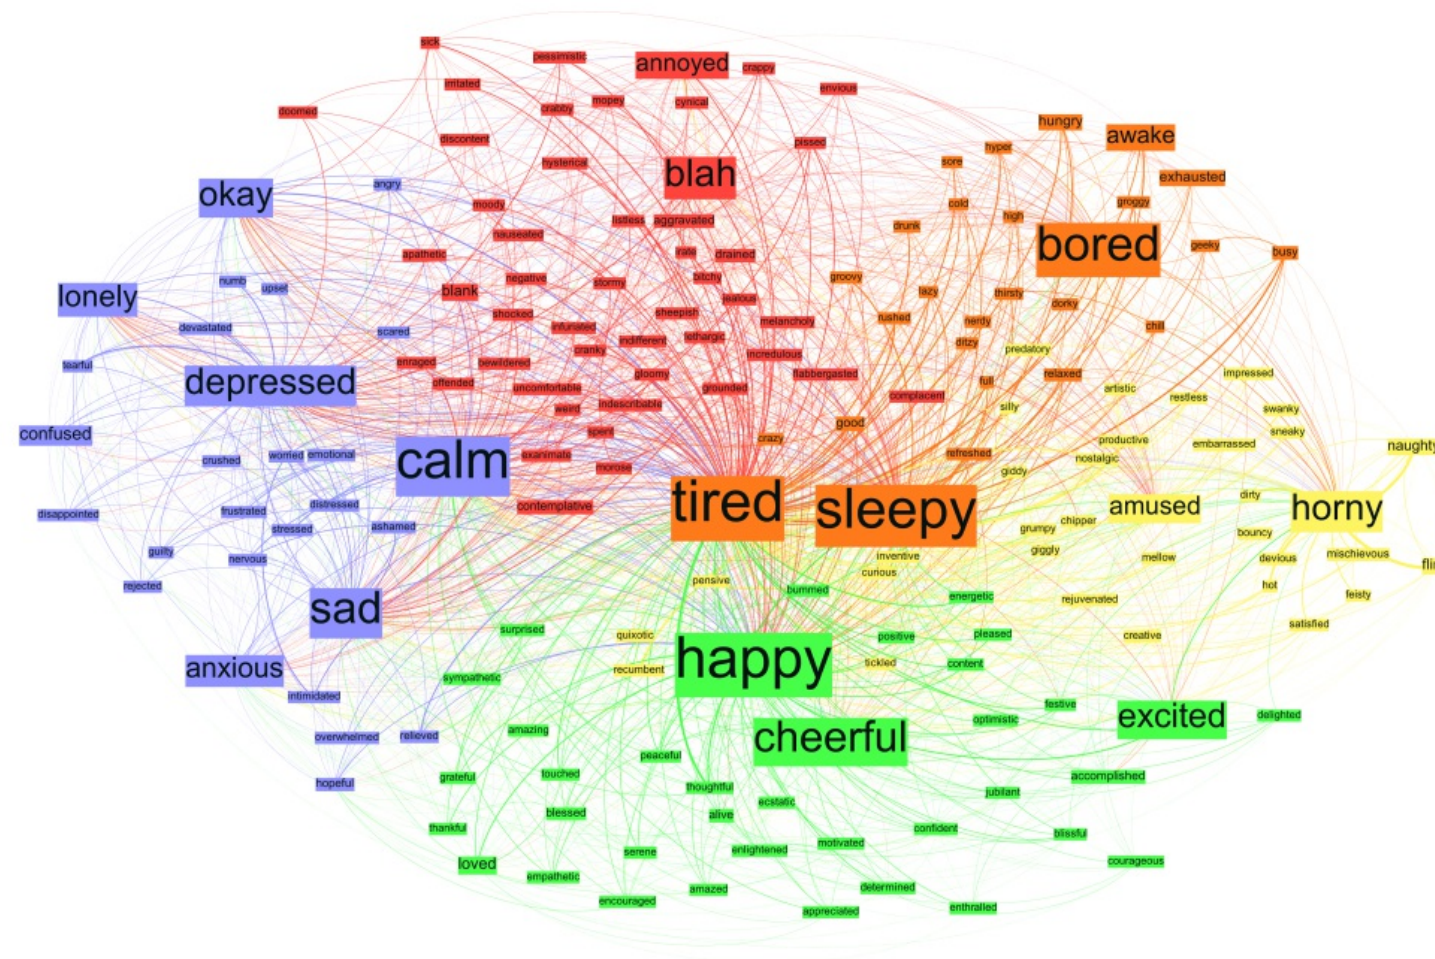 sick
pessimistic
annoyed
crappy
irritated
envious
doomed
crabby
mopey
cynical
hungry
awake
discontent
pissed
hyper
hysterical
sore
blah
exhausted
okay
angry
moody
cold
groggy
listless
aggravated
high
drunk
nauseated
bored
apathetic
irate
drained
geeky
busy
numb
upset
negative
stormy
bitchy
groovy
lonely
blank
jealous
lazy
thirsty
dorky
shocked
sheepish
melancholy
rushed
nerdy
devastated
scared
infuriated
indifferent
lethargic
ditzy
chill
cranky
predatory
tearful
enraged
bewildered
incredulous
depressed
offended
gloomy
flabbergasted
relaxed
impressed
uncomfortable
grounded
full
artistic
complacent
restless
weird
indescribable
silly
swanky
confused
spent
crazy
good
sneaky
crushed
worried
emotional
calm
exanimate
refreshed
productive
embarrassed
naughty
morose
nostalgic
giddy
disappointed
frustrated
distressed
contemplative
tired
sleepy
amused
dirty
horny
stressed
ashamed
grumpy
chipper
bouncy
guilty
nervous
inventive
giggly
mellow
devious
mischievous
rejected
pensive
curious
hot
sad
bummed
energetic
rejuvenated
feisty
surprised
quixotic
positive
pleased
creative
satisfied
anxious
sympathetic
recumbent
happy
tickled
content
intimidated
festive
overwhelmed
relieved
amazing
cheerful
optimistic
excited
delighted
hopeful
grateful
touched
peaceful
accomplished
thoughtful
jubilant
blessed
alive
ecstatic
thankful
confident
blissful
loved
serene
enlightened
motivated
courageous
empathetic
encouraged
amazed
determined
appreciated
enthralled